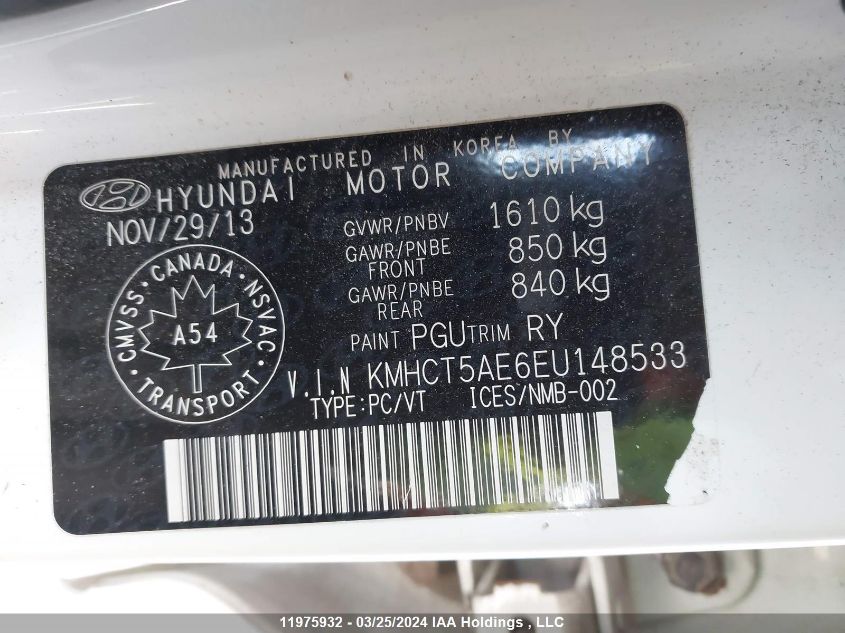 MANUFACTURED IN KOREA BY
HYUNDAI MOTOR COMPANY
NOV/29/13
GVWR/PNBV 1610 kg
GAWR/PNBE FRONT 850 kg
GAWR/PNBE REAR 840 kg
PAINT PGU TRIM RY
CMVSS · CANADA · NSVAC · TRANSPORT ·
A54
V.I.N KMHCT5AE6EU148533
TYPE:PC/VT ICES/NMB-002
11975932 - 03/25/2024 IAA Holdings , LLC